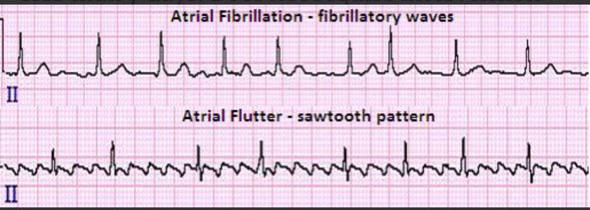 Atrial Fibrillation - fibrillatory waves
II
Atrial Flutter - sawtooth pattern
II